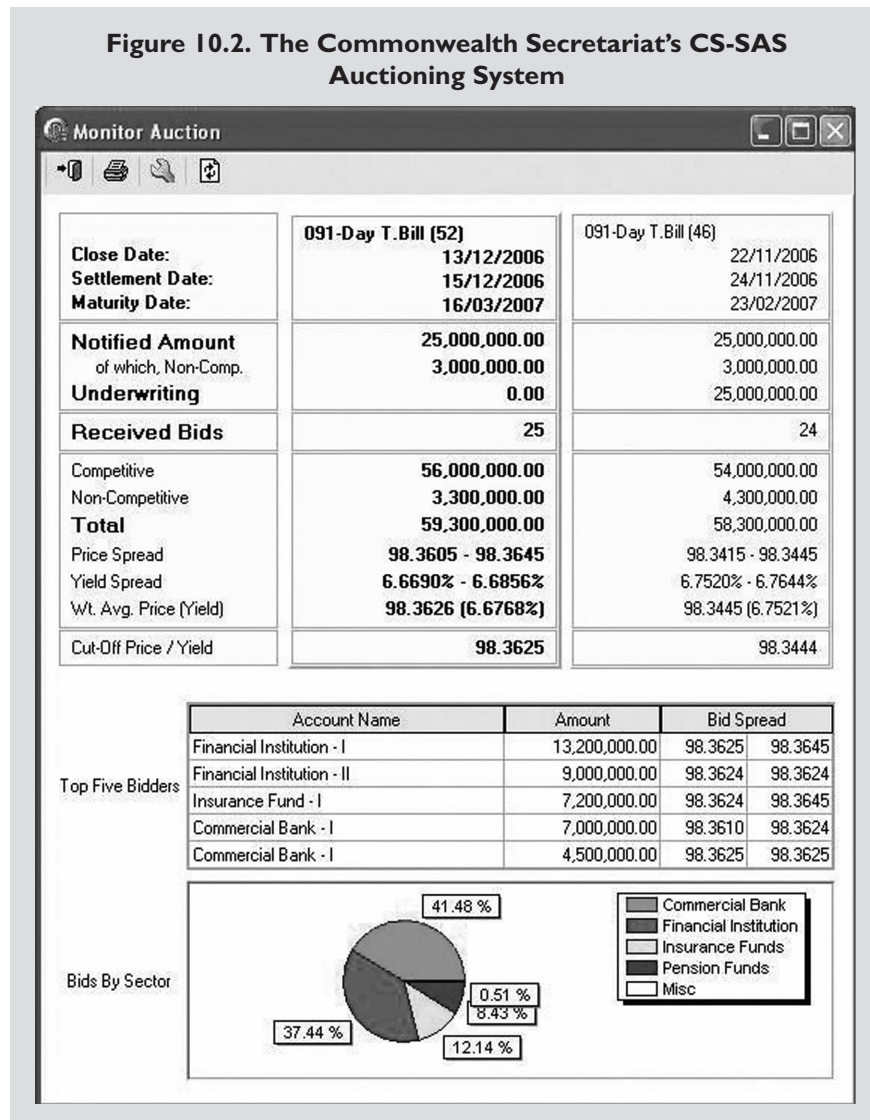 Figure 10.2. The Commonwealth Secretariat's CS-SAS
Auctioning System
Monitor Auction
091-Day T.Bill (52) 091-Day T.Bill (46)
Close Date: 13/12/2006 22/11/2006
Settlement Date: 15/12/2006 24/11/2006
Maturity Date: 16/03/2007 23/02/2007
Notified Amount 25,000,000.00 25,000,000.00
of which, Non-Comp. 3,000,000.00 3,000,000.00
Underwriting 0.00 25,000,000.00
Received Bids 25 24
Competitive 56,000,000.00 54,000,000.00
Non-Competitive 3,300,000.00 4,300,000.00
Total 59,300,000.00 58,300,000.00
Price Spread 98.3605 - 98.3645 98.3415 - 98.3445
Yield Spread 6.6690% - 6.6856% 6.7520% - 6.7644%
Wt. Avg. Price (Yield) 98.3626 (6.6768%) 98.3445 (6.7521%)
Cut-Off Price / Yield 98.3625 98.3444
Account Name Amount Bid Spread
Top Five Bidders
Financial Institution - I 13,200,000.00 98.3625 98.3645
Financial Institution - II 9,000,000.00 98.3624 98.3624
Insurance Fund - I 7,200,000.00 98.3624 98.3645
Commercial Bank - I 7,000,000.00 98.3610 98.3624
Commercial Bank - I 4,500,000.00 98.3625 98.3625
Bids By Sector
41.48 %
0.51 %
8.43 %
12.14 %
37.44 %
Commercial Bank
Financial Institution
Insurance Funds
Pension Funds
Misc